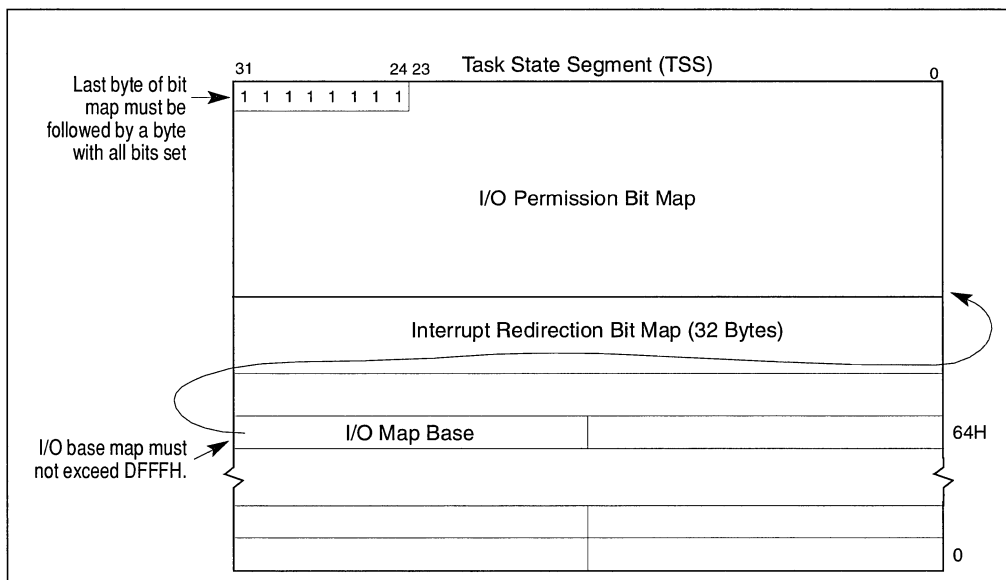 Task State Segment (TSS)
31
24 23
0
Last byte of bit
map must be
followed by a byte
with all bits set
1 1 1 1 1 1 1 1
I/O Permission Bit Map
Interrupt Redirection Bit Map (32 Bytes)
I/O Map Base
64H
I/O base map must
not exceed DFFFH.
0